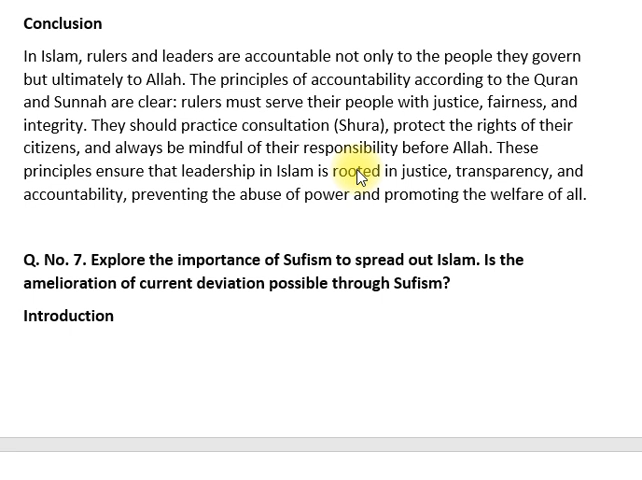 Conclusion
In Islam, rulers and leaders are accountable not only to the people they govern
but ultimately to Allah. The principles of accountability according to the Quran
and Sunnah are clear: rulers must serve their people with justice, fairness, and
integrity. They should practice consultation (Shura), protect the rights of their
citizens, and always be mindful of their responsibility before Allah. These
principles ensure that leadership in Islam is rooted in justice, transparency, and
accountability, preventing the abuse of power and promoting the welfare of all.
Q. No. 7. Explore the importance of Sufism to spread out Islam. Is the
amelioration of current deviation possible through Sufism?
Introduction